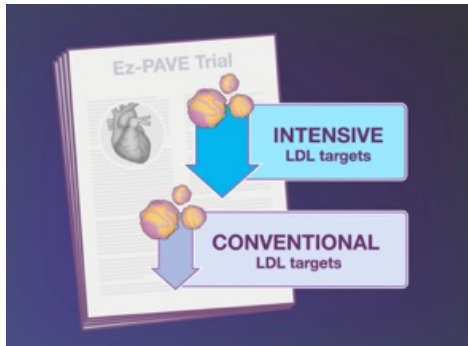 Ez-PAVE Trial
INTENSIVE
LDL targets
CONVENTIONAL
LDL targets